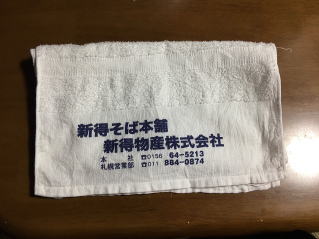 新得そば本舗
新得物産株式会社
本　　社 ☎0156 64-5213
札幌営業部 ☎011 884-0874